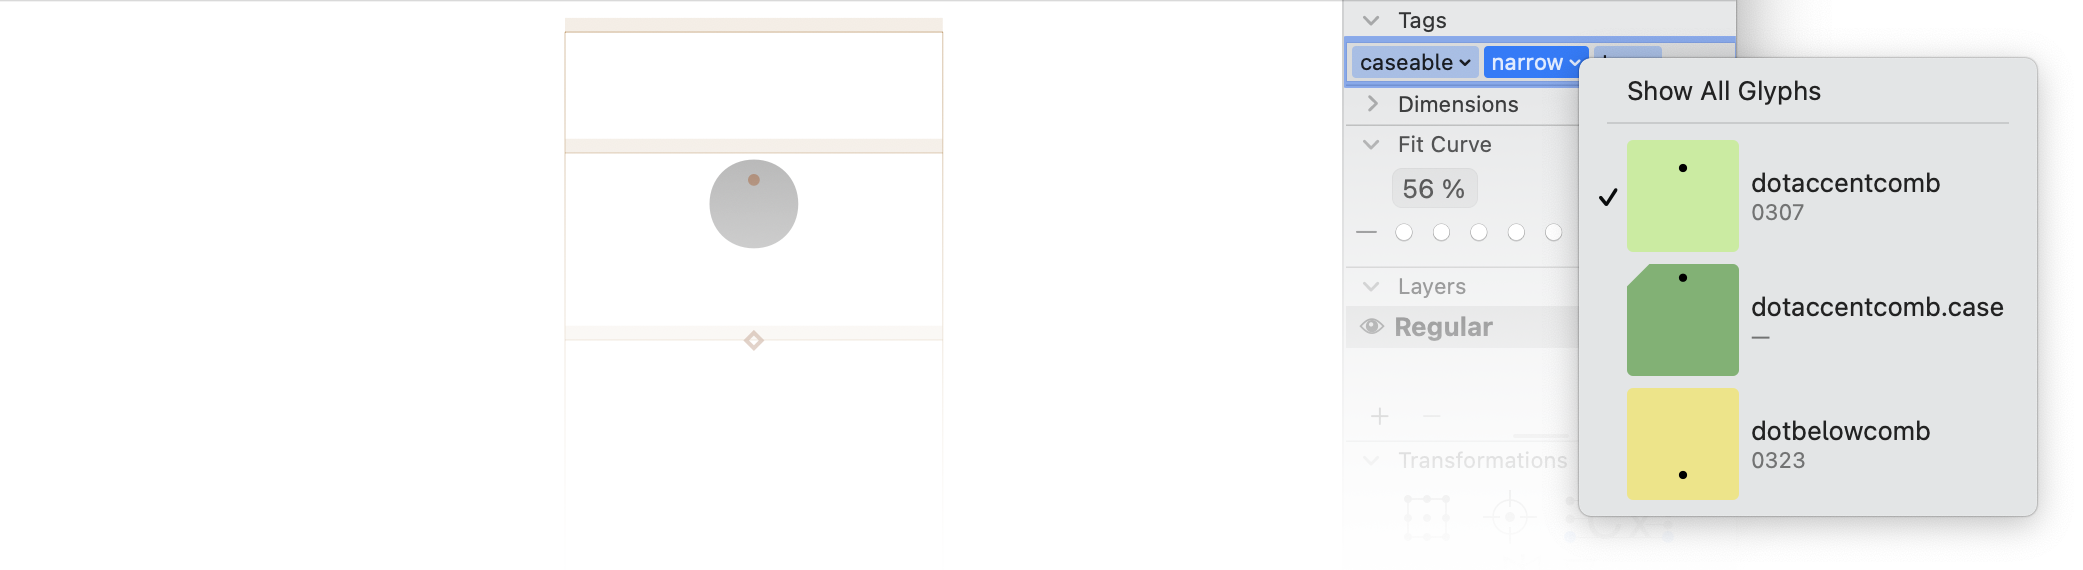 Tags
caseable narrow
Show All Glyphs
Dimensions
Fit Curve
56 %
dotaccentcomb
0307
Layers
Regular
dotaccentcomb.case
—
dotbelowcomb
0323
Transformations